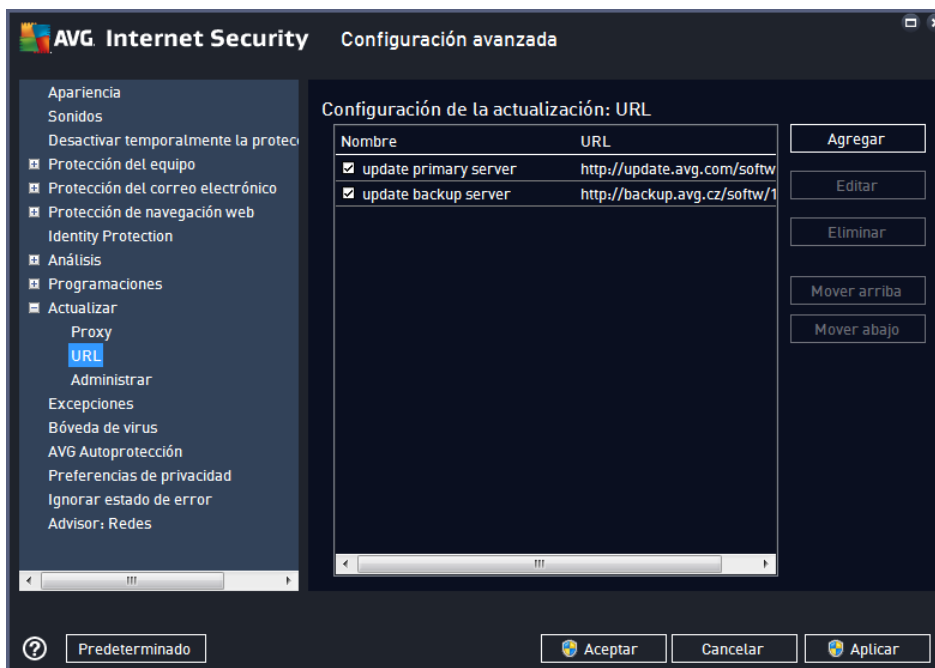 AVG Internet Security Configuración avanzada
Apariencia
Sonidos
Desactivar temporalmente la protec
Protección del equipo
Protección del correo electrónico
Protección de navegación web
Identity Protection
Análisis
Programaciones
Actualizar
Proxy
URL
Administrar
Excepciones
Bóveda de virus
AVG Autoprotección
Preferencias de privacidad
Ignorar estado de error
Advisor: Redes
Configuración de la actualización: URL
Nombre URL
update primary server http://update.avg.com/softw
update backup server http://backup.avg.cz/softw/1
Agregar
Editar
Eliminar
Mover arriba
Mover abajo
? Predeterminado Aceptar Cancelar Aplicar